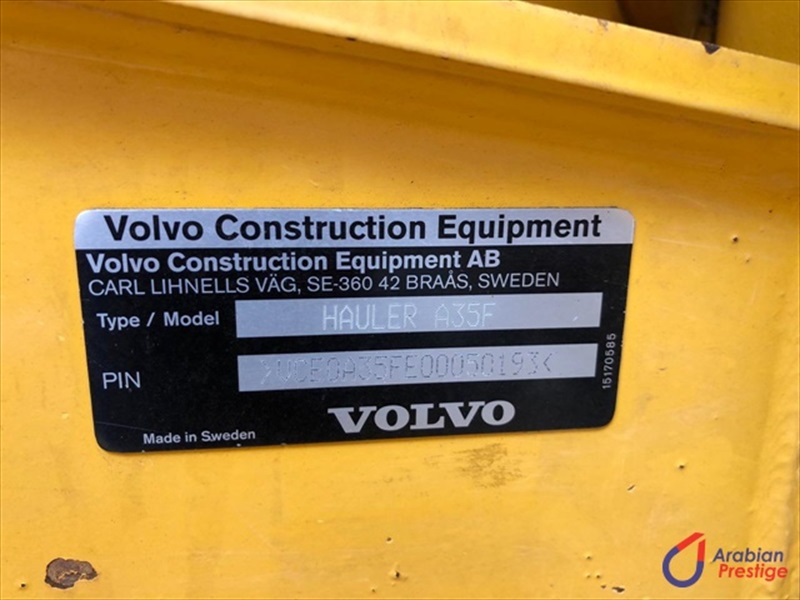 Volvo Construction Equipment
Volvo Construction Equipment AB
CARL LIHNELLS VÄG, SE-360 42 BRAÅS, SWEDEN
Type / Model HAULER A35F
PIN >VCE0A35FE00050193<
15170585
VOLVO
Made in Sweden
Arabian
Prestige